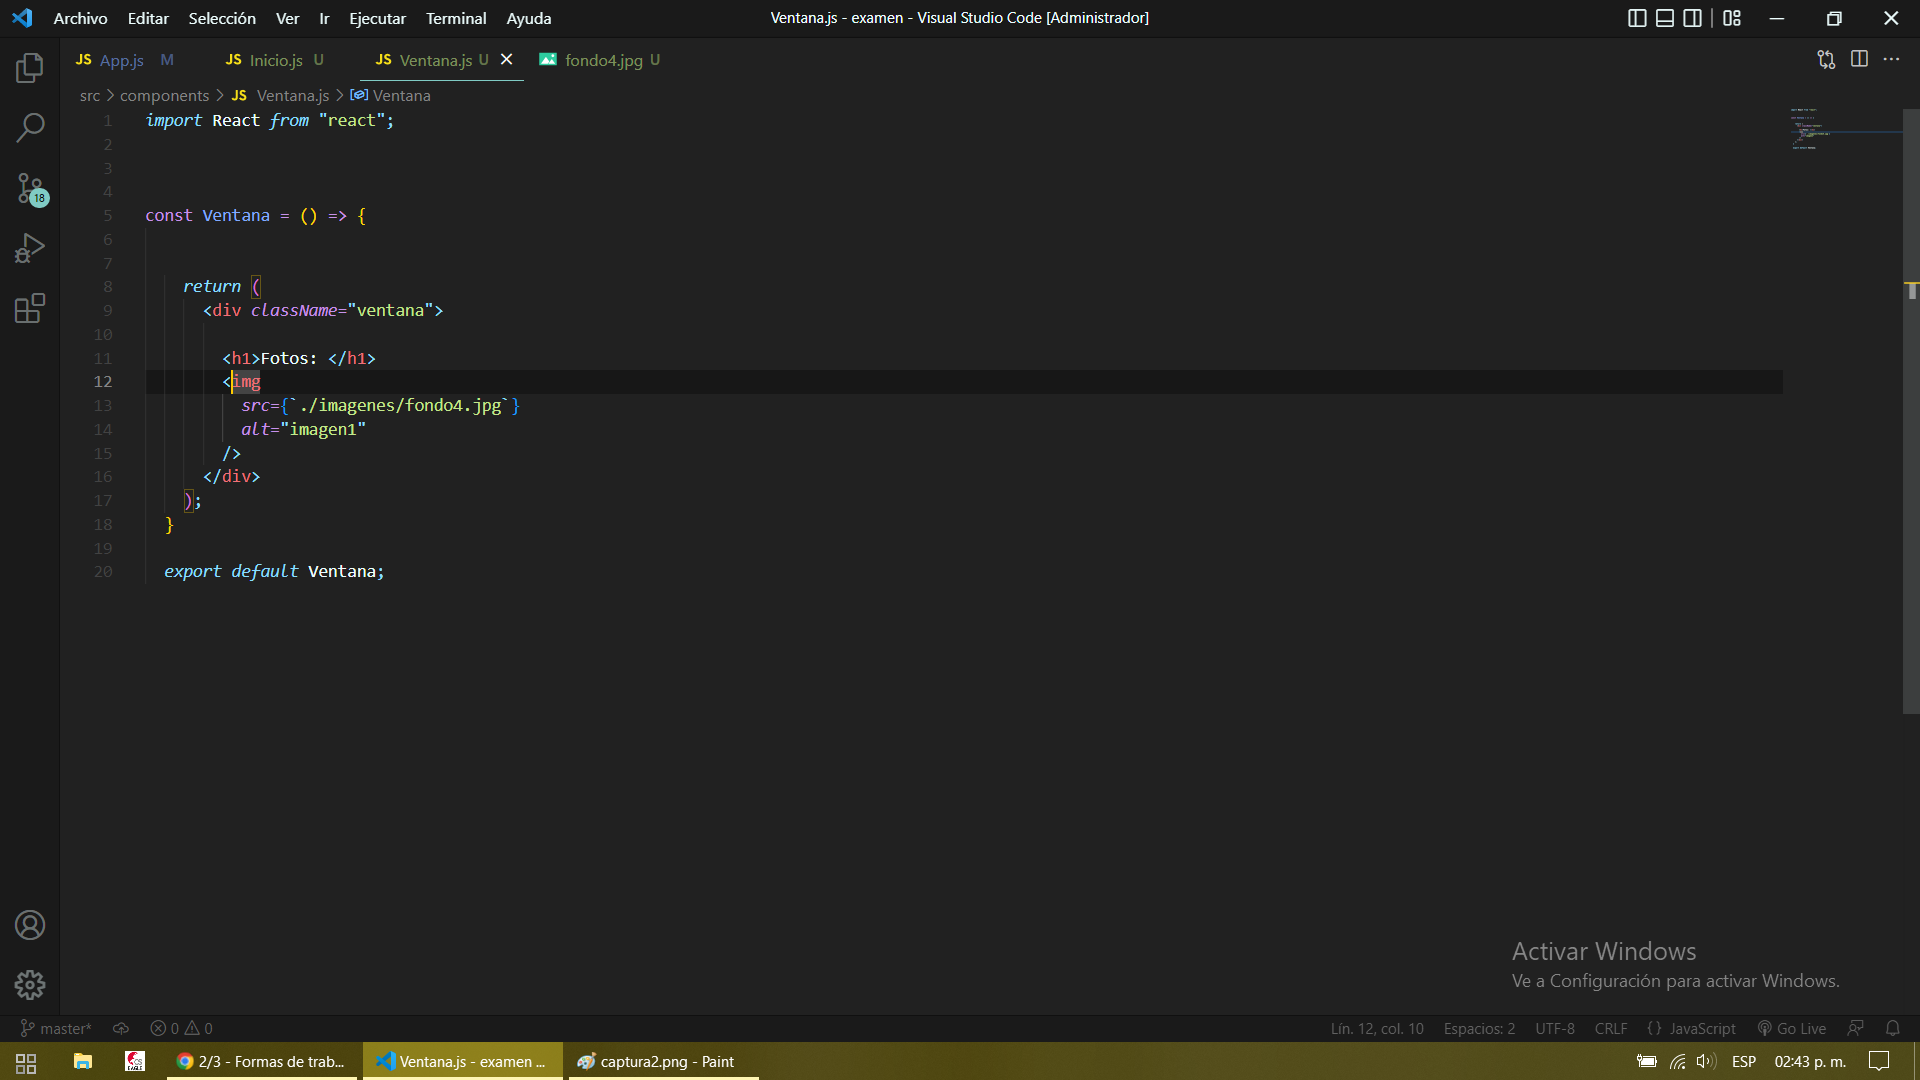 Archivo Editar Selección Ver Ir Ejecutar Terminal Ayuda
Ventana.js - examen - Visual Studio Code [Administrador]
JS App.js M JS Inicio.js U JS Ventana.js U fondo4.jpg U
src > components > JS Ventana.js > Ventana
1 import React from "react";
2
3
4
5 const Ventana = () => {
6
7
8 return (
9 <div className="ventana">
10
11 <h1>Fotos: </h1>
12 <img
13 src={`./imagenes/fondo4.jpg`}
14 alt="imagen1"
15 />
16 </div>
17 );
18 }
19
20 export default Ventana;
18
Activar Windows
Ve a Configuración para activar Windows.
master* 0 0 Lín. 12, col. 10 Espacios: 2 UTF-8 CRLF {} JavaScript Go Live
2/3 - Formas de trab... Ventana.js - examen ... captura2.png - Paint ESP 02:43 p. m.